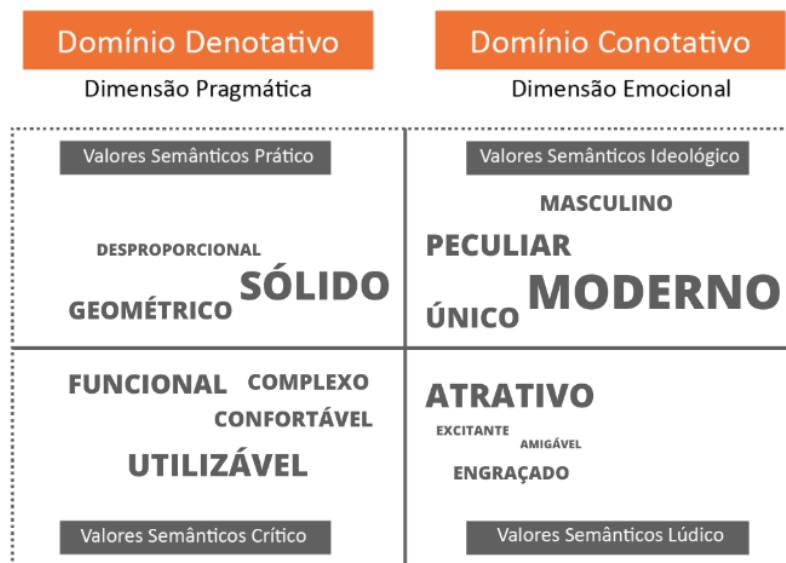 Domínio Denotativo
Domínio Conotativo
Dimensão Pragmática
Dimensão Emocional
Valores Semânticos Prático
DESPROPORCIONAL
SÓLIDO
GEOMÉTRICO
Valores Semânticos Ideológico
MASCULINO
PECULIAR
MODERNO
ÚNICO
FUNCIONAL
COMPLEXO
CONFORTÁVEL
UTILIZÁVEL
Valores Semânticos Crítico
ATRATIVO
EXCITANTE
AMIGÁVEL
ENGRAÇADO
Valores Semânticos Lúdico